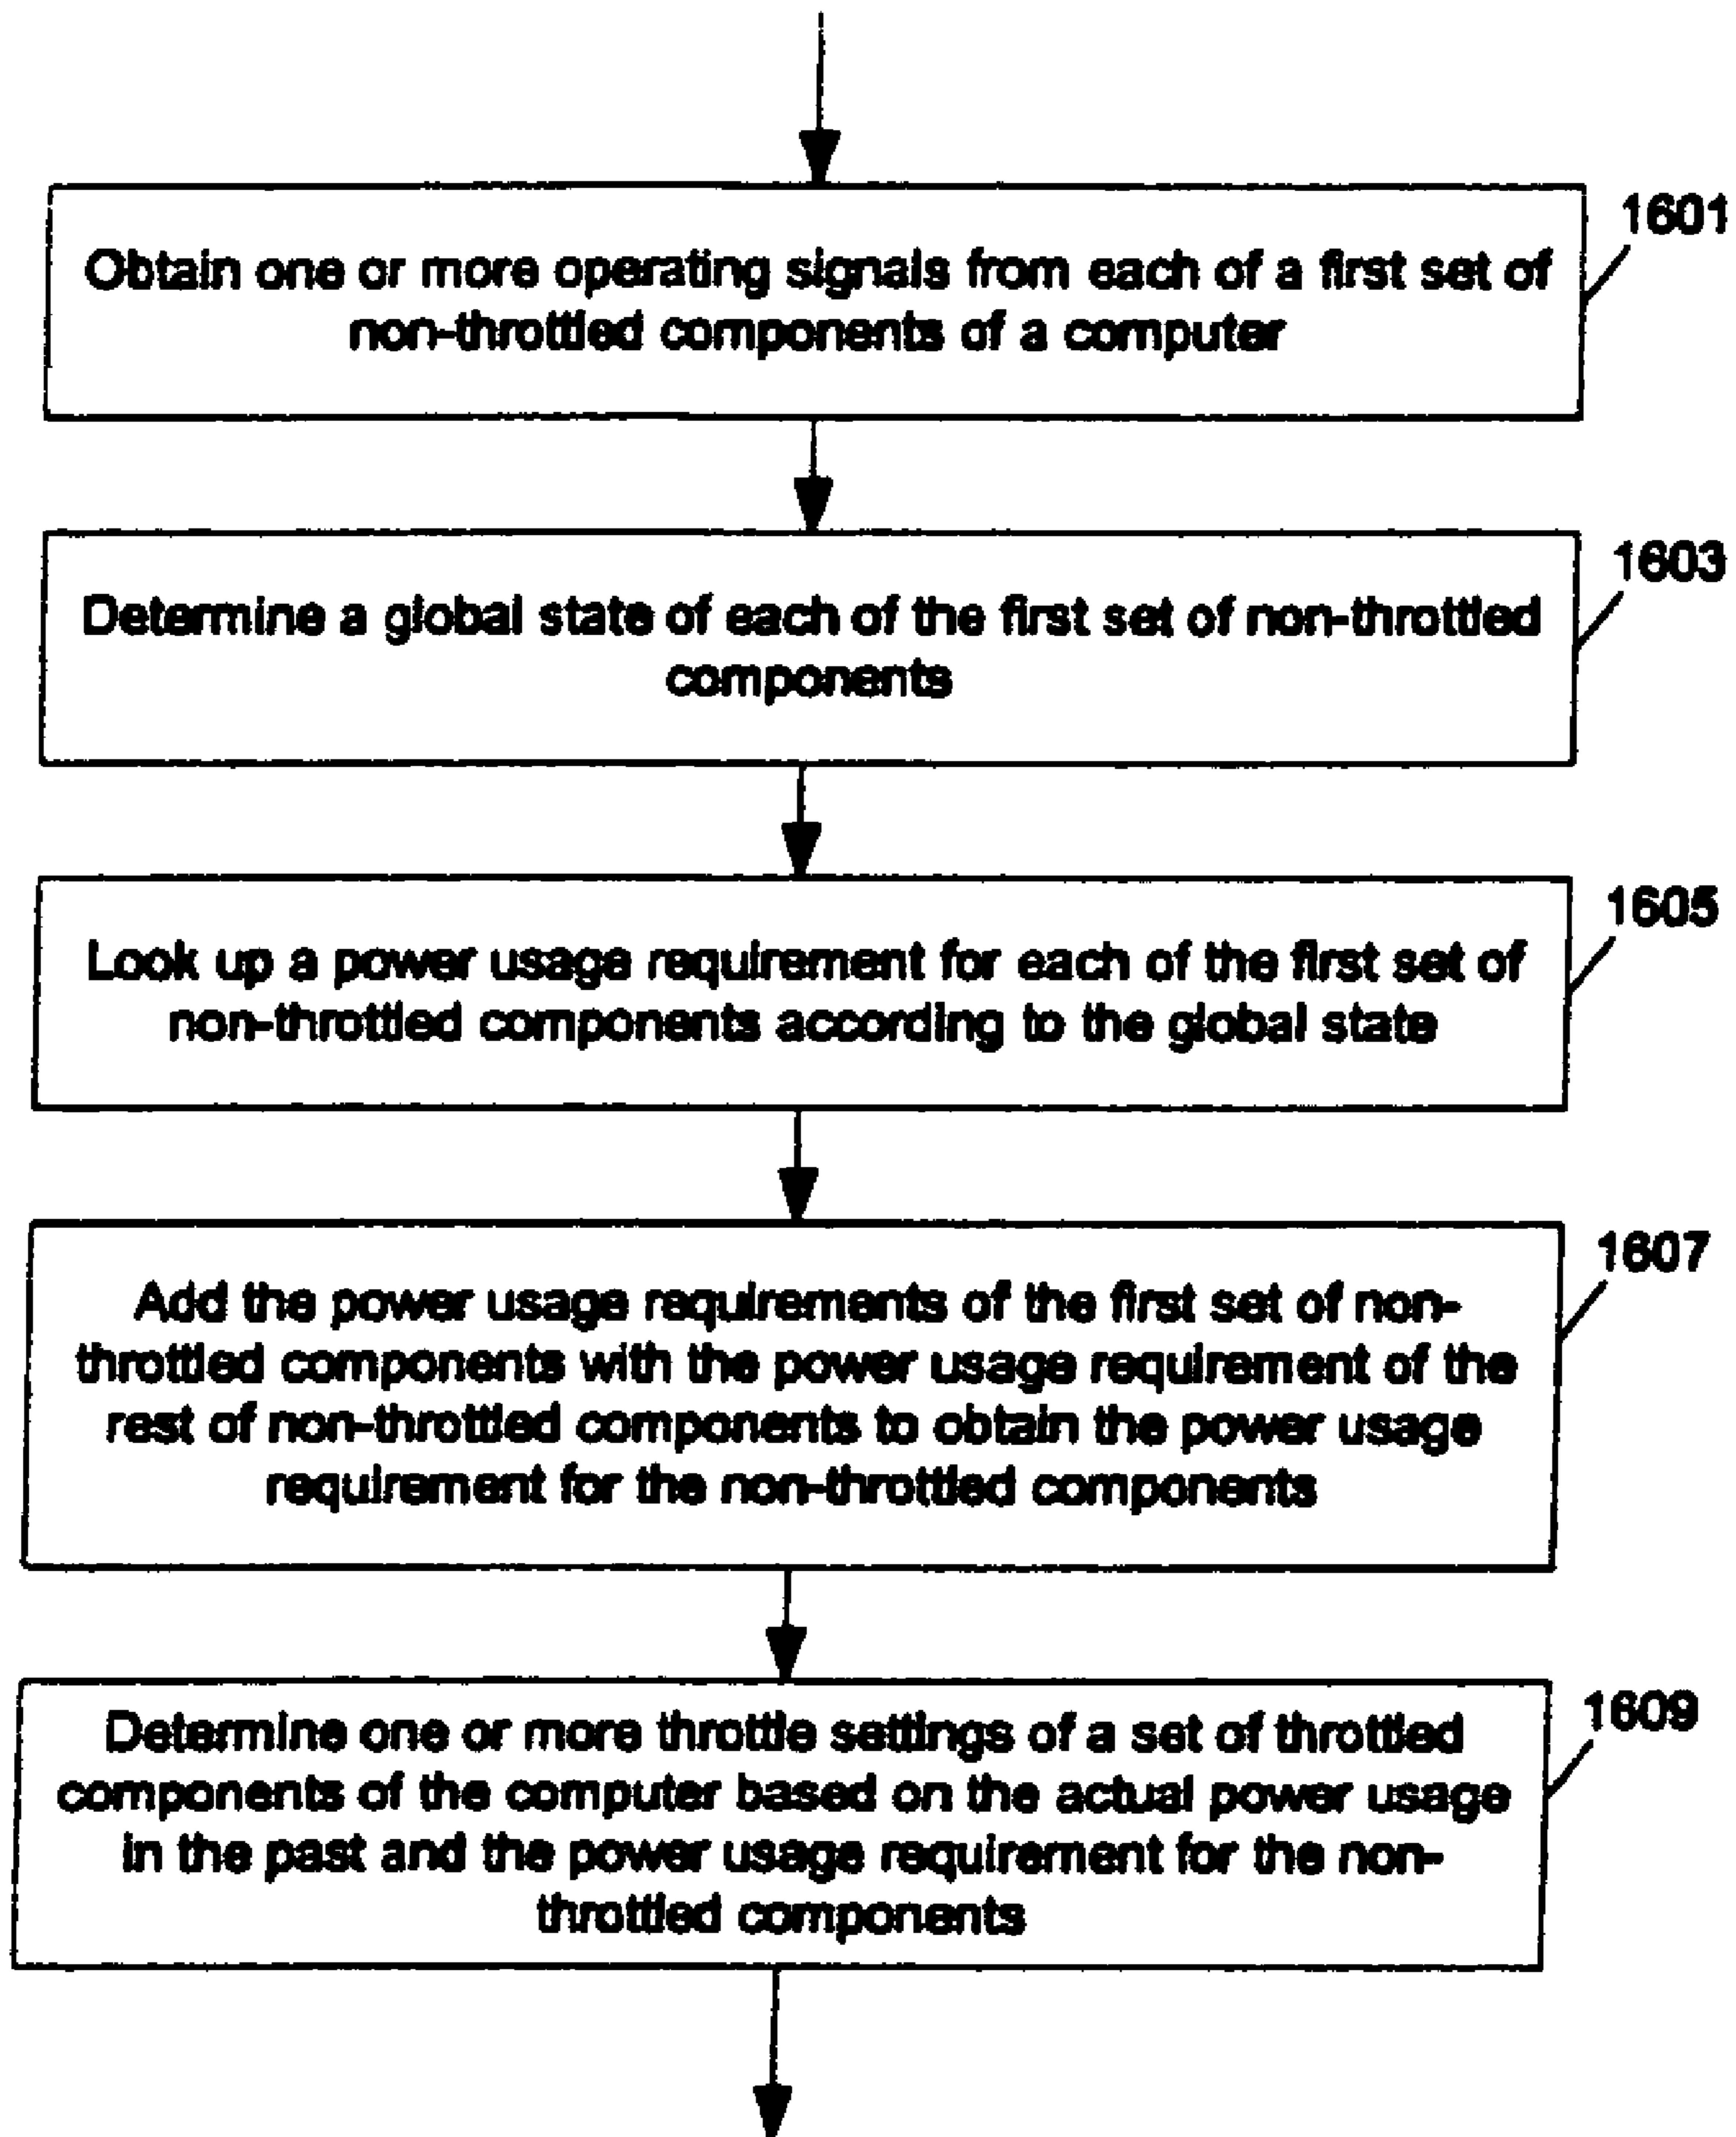 1601
Obtain one or more operating signals from each of a first set of
non-throttled components of a computer
1603
Determine a global state of each of the first set of non-throttled
components
1605
Look up a power usage requirement for each of the first set of
non-throttled components according to the global state
1607
Add the power usage requirements of the first set of non-
throttled components with the power usage requirement of the
rest of non-throttled components to obtain the power usage
requirement for the non-throttled components
1609
Determine one or more throttle settings of a set of throttled
components of the computer based on the actual power usage
in the past and the power usage requirement for the non-
throttled components